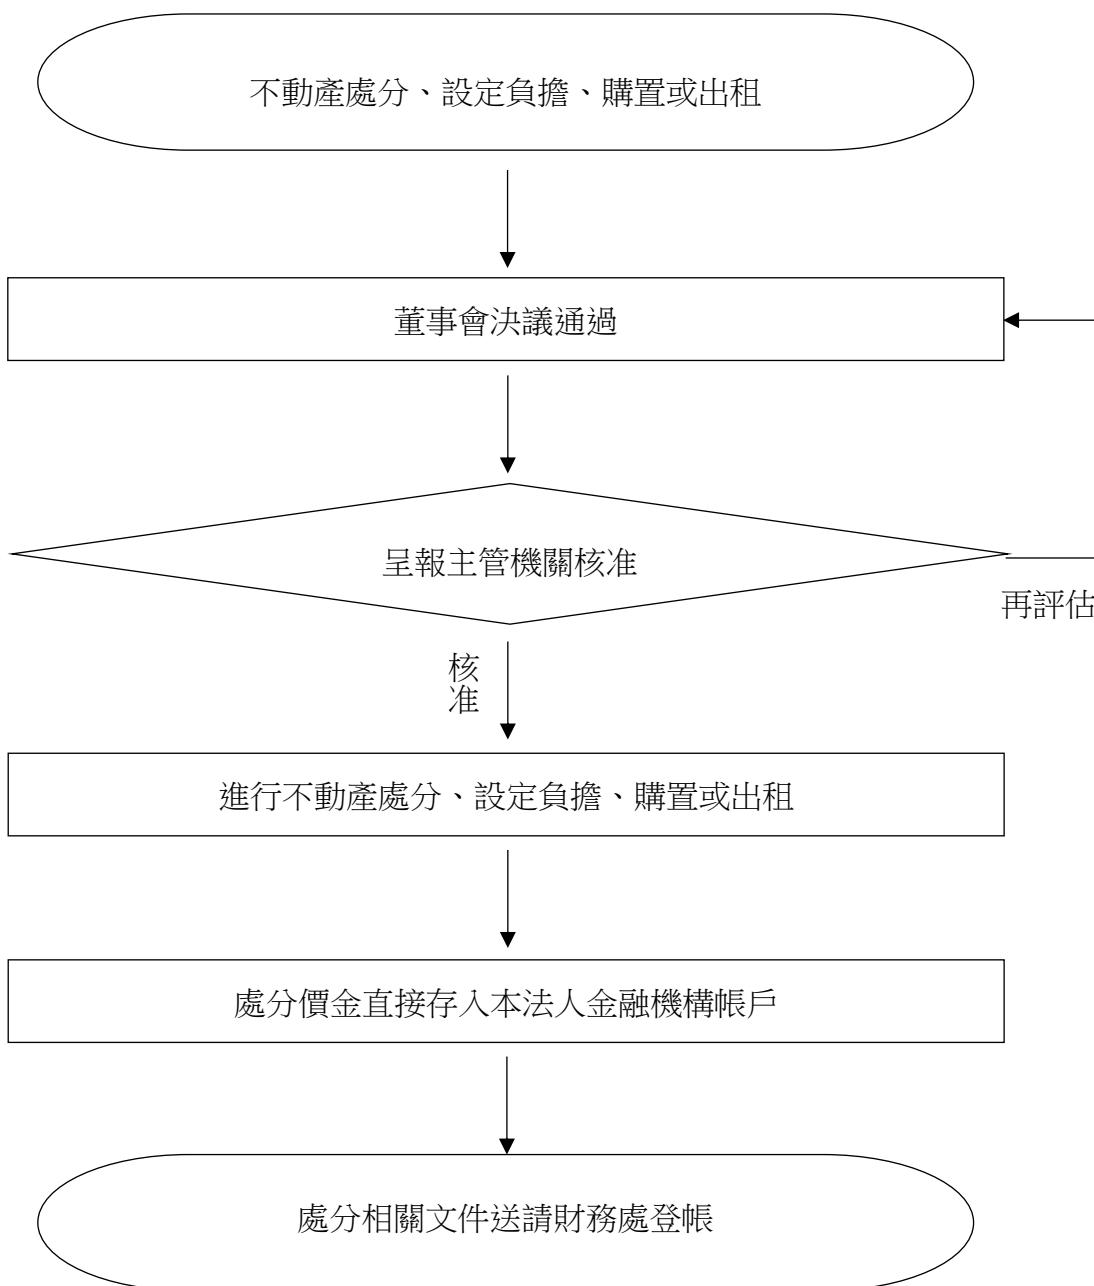 不動產處分、設定負擔、購置或出租
董事會決議通過
呈報主管機關核准
再評估
核准
進行不動產處分、設定負擔、購置或出租
處分價金直接存入本法人金融機構帳戶
處分相關文件送請財務處登帳